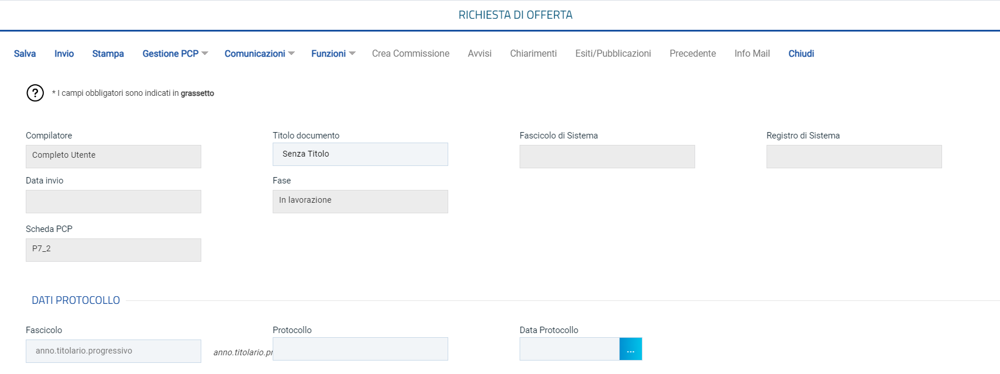 RICHIESTA DI OFFERTA
Salva Invio Stampa Gestione PCP Comunicazioni Funzioni Crea Commissione Avvisi Chiarimenti Esiti/Pubblicazioni Precedente Info Mail Chiudi
? * I campi obbligatori sono indicati in grassetto
Compilatore Titolo documento Fascicolo di Sistema Registro di Sistema
Completo Utente Senza Titolo
Data invio Fase
In lavorazione
Scheda PCP
P7_2
DATI PROTOCOLLO
Fascicolo Protocollo Data Protocollo
anno.titolario.progressivo anno.titolario.pr ...